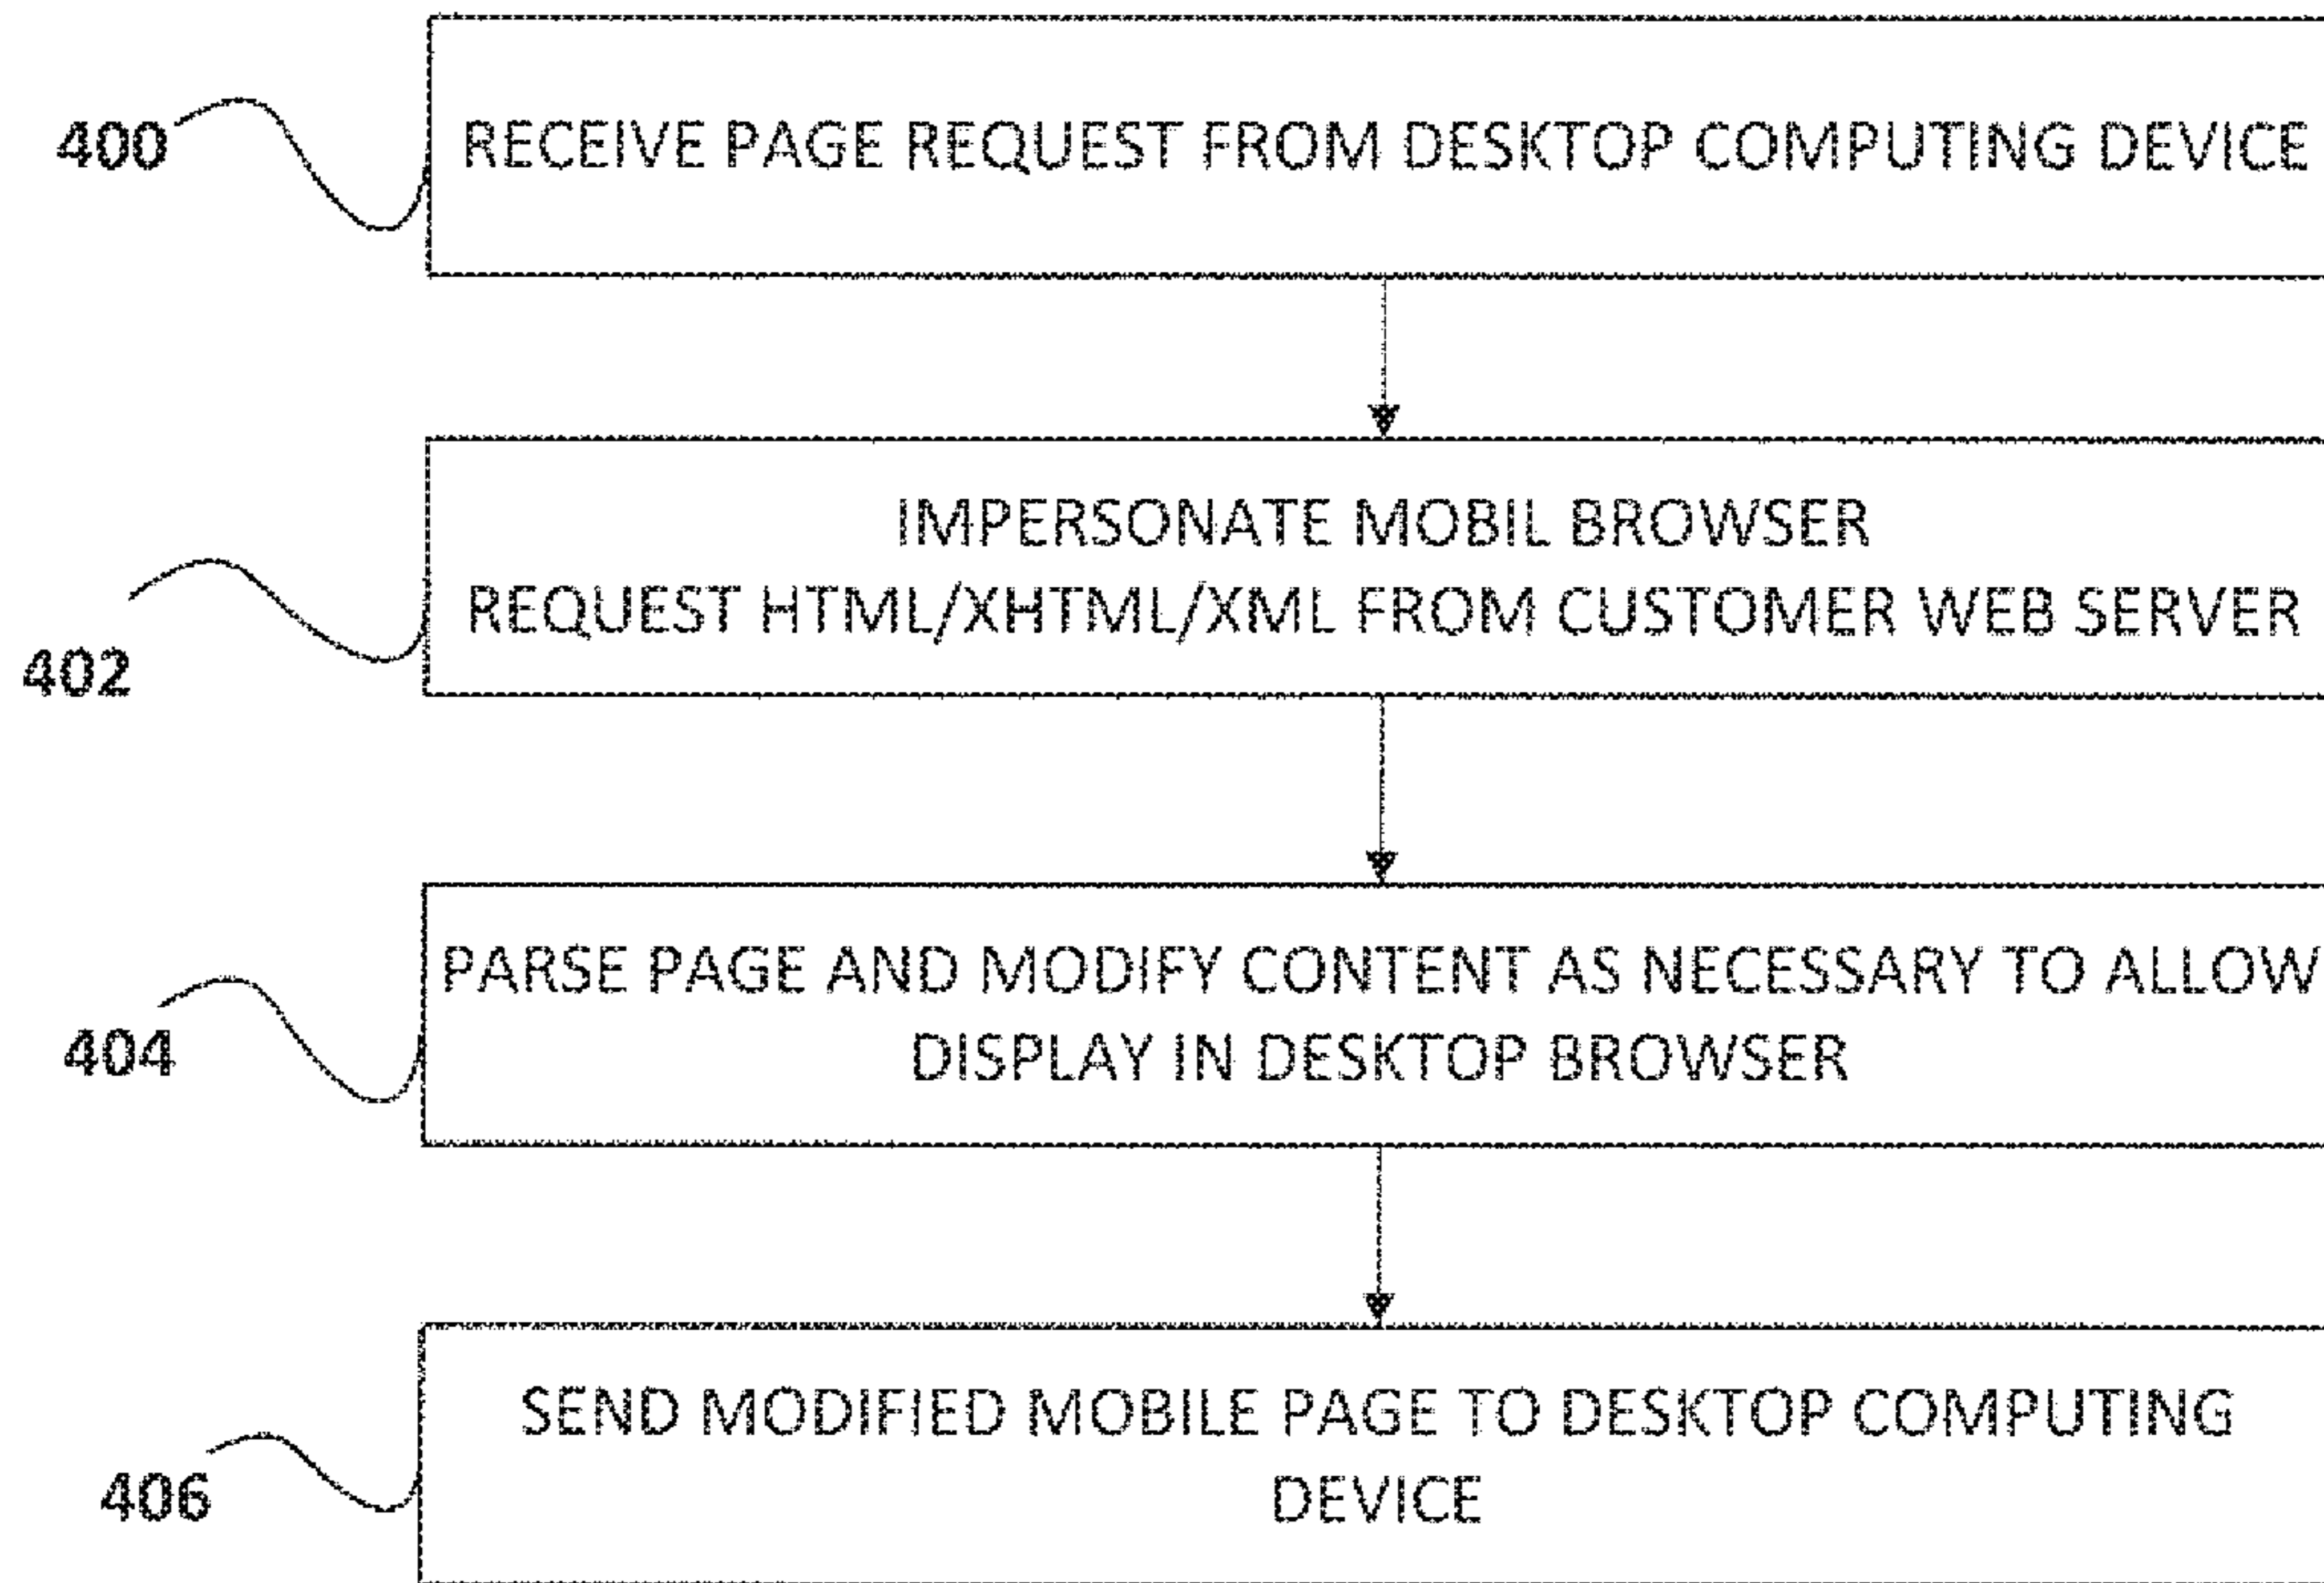 400
RECEIVE PAGE REQUEST FROM DESKTOP COMPUTING DEVICE
IMPERSONATE MOBIL BROWSER
REQUEST HTML/XHTML/XML FROM CUSTOMER WEB SERVER
402
PARSE PAGE AND MODIFY CONTENT AS NECESSARY TO ALLOW
DISPLAY IN DESKTOP BROWSER
404
SEND MODIFIED MOBILE PAGE TO DESKTOP COMPUTING
DEVICE
406